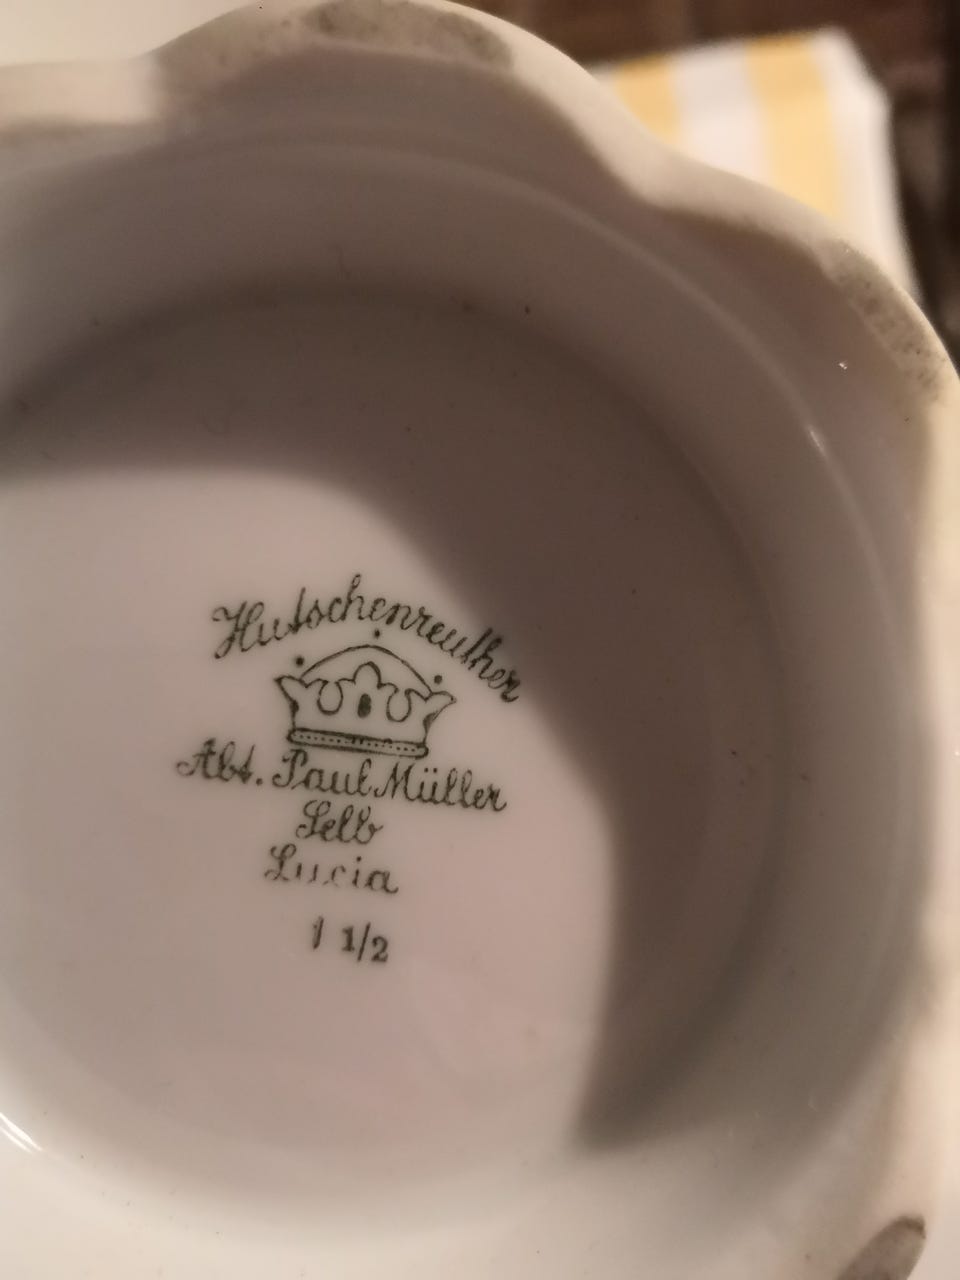 Hutschenreuther
Abt. Paul Müller
Selb
Lucia
1 1/2